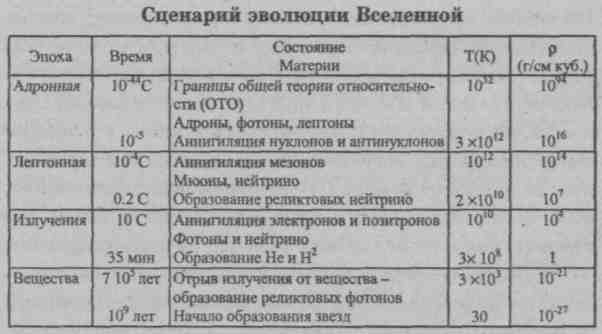 Сценарий эволюции Вселенной
Эпоха Время Состояние Материи T(K) ρ (г/см куб.)
Адронная 10⁻⁴⁴С Границы общей теории относительно- 10³² 10⁹⁴
сти (ОТО)
Адроны, фотоны, лептоны
10⁻⁵ Аннигиляция нуклонов и антинуклонов 3 ×10¹² 10¹⁶
Лептонная 10⁻⁴С Аннигиляция мезонов 10¹² 10¹⁴
Мюоны, нейтрино
0.2 С Образование реликтовых нейтрино 2 ×10¹⁰ 10⁷
Излучения 10 С Аннигиляция электронов и позитронов 10¹⁰ 10⁴
Фотоны и нейтрино
35 мин Образование He и H² 3× 10⁸ 1
Вещества 7 10⁵ лет Отрыв излучения от вещества – 3 ×10³ 10⁻²¹
образование реликтовых фотонов
10⁹ лет Начало образования звезд 30 10⁻²⁷